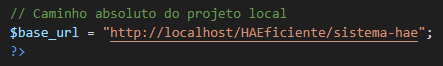 // Caminho absoluto do projeto local
$base_url = "http://localhost/HAEficiente/sistema-hae";
?>